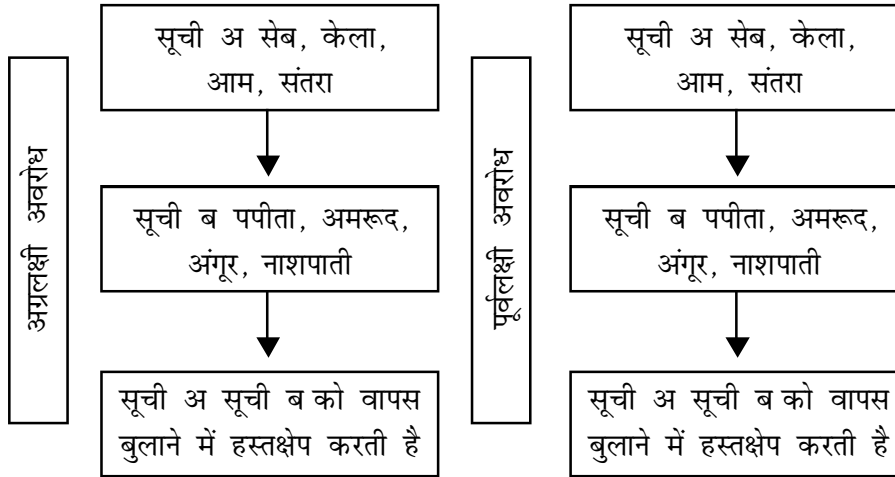 अग्रलक्षी अवरोध
सूची अ सेब, केला,
आम, संतरा
सूची ब पपीता, अमरूद,
अंगूर, नाशपाती
सूची अ सूची ब को वापस
बुलाने में हस्तक्षेप करती है
पूर्वलक्षी अवरोध
सूची अ सेब, केला,
आम, संतरा
सूची ब पपीता, अमरूद,
अंगूर, नाशपाती
सूची अ सूची ब को वापस
बुलाने में हस्तक्षेप करती है